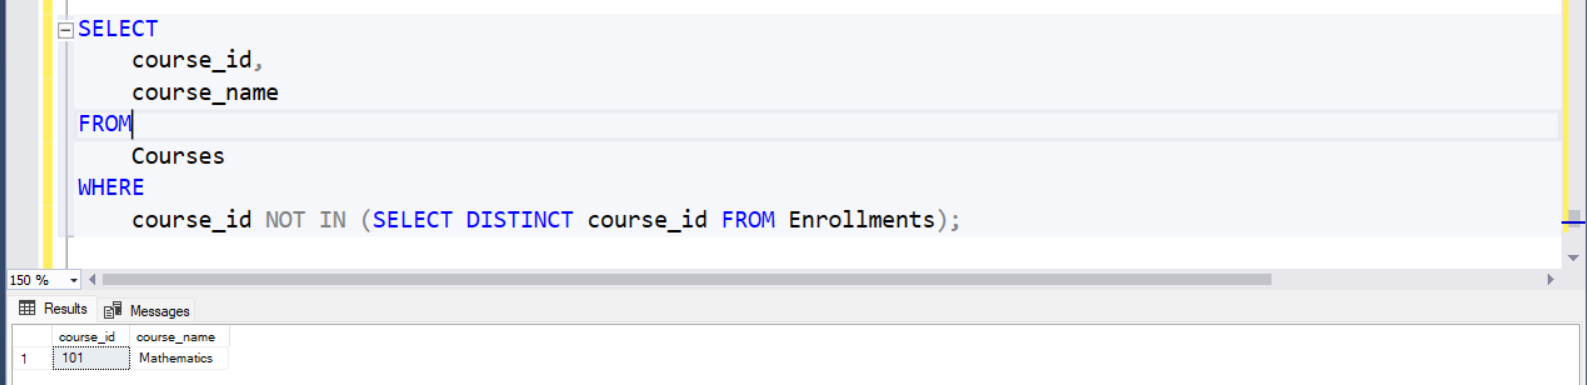 SELECT
course_id,
course_name
FROM
Courses
WHERE
course_id NOT IN (SELECT DISTINCT course_id FROM Enrollments);
150 %
Results Messages
course_id course_name
1 101 Mathematics